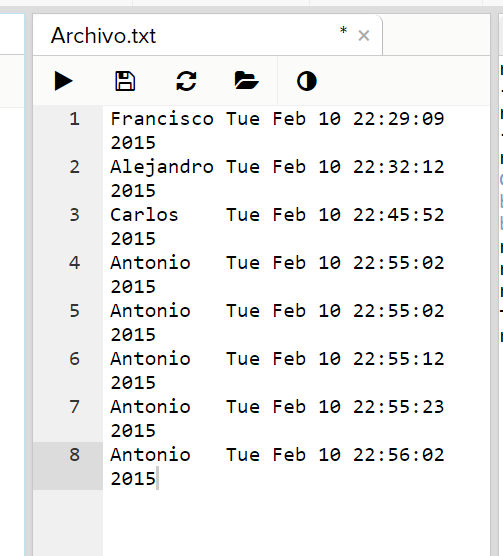 Archivo.txt * ×
1 Francisco Tue Feb 10 22:29:09
2015
2 Alejandro Tue Feb 10 22:32:12
2015
3 Carlos    Tue Feb 10 22:45:52
2015
4 Antonio   Tue Feb 10 22:55:02
2015
5 Antonio   Tue Feb 10 22:55:02
2015
6 Antonio   Tue Feb 10 22:55:12
2015
7 Antonio   Tue Feb 10 22:55:23
2015
8 Antonio   Tue Feb 10 22:56:02
2015